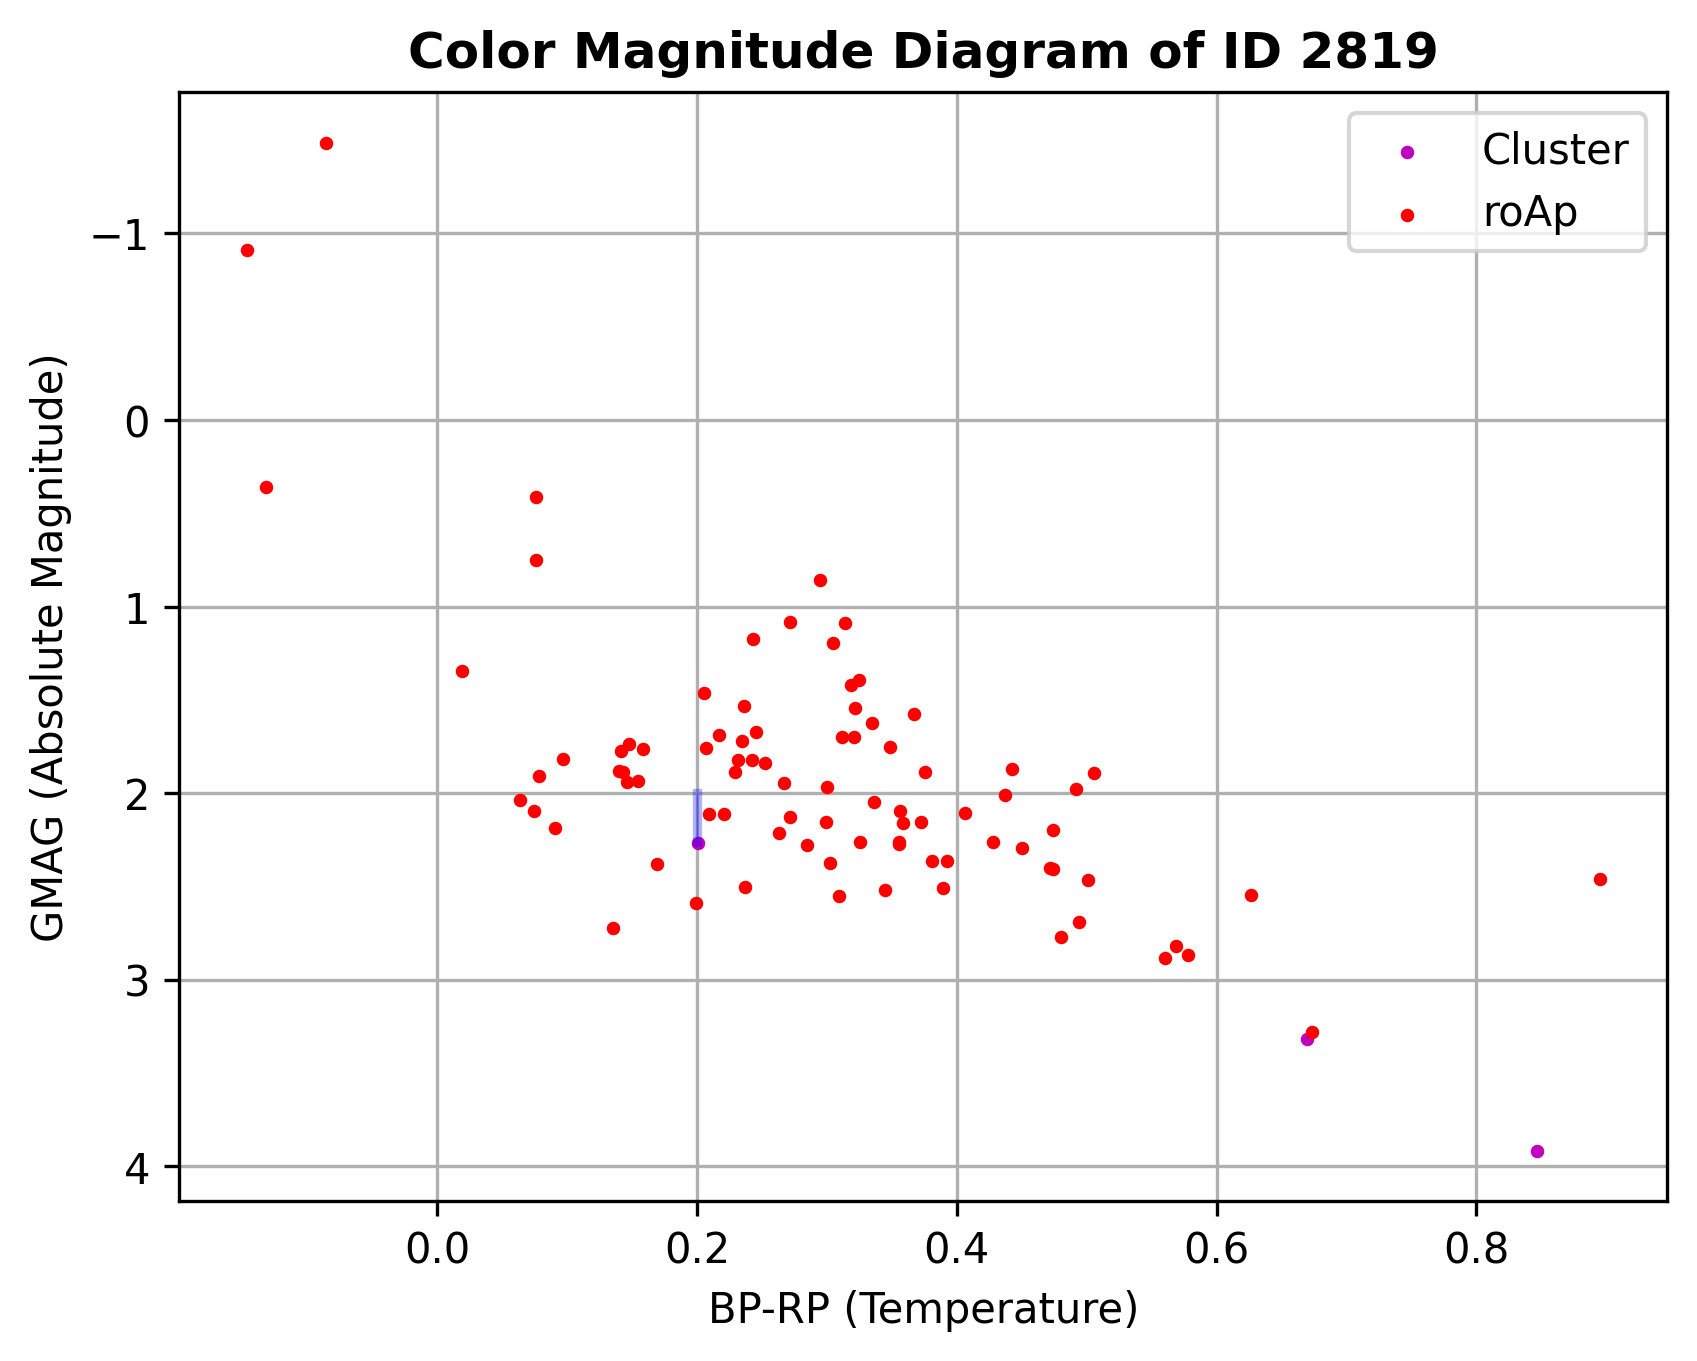 Color Magnitude Diagram of ID 2819
Cluster
roAp
GMAG (Absolute Magnitude)
−1
0
1
2
3
4
0.0 0.2 0.4 0.6 0.8
BP-RP (Temperature)